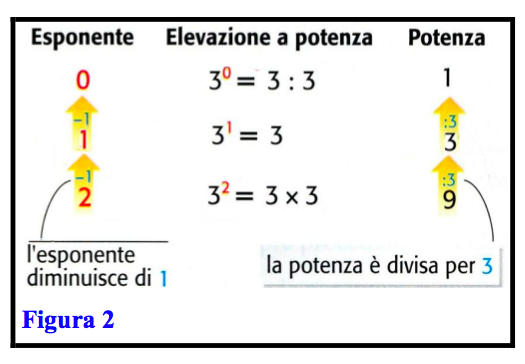 Esponente Elevazione a potenza Potenza
0 3⁰ = 3 : 3 1
-1 :3
1 3¹ = 3 3
-1 :3
2 3² = 3 x 3 9
l'esponente
diminuisce di 1
la potenza è divisa per 3
Figura 2